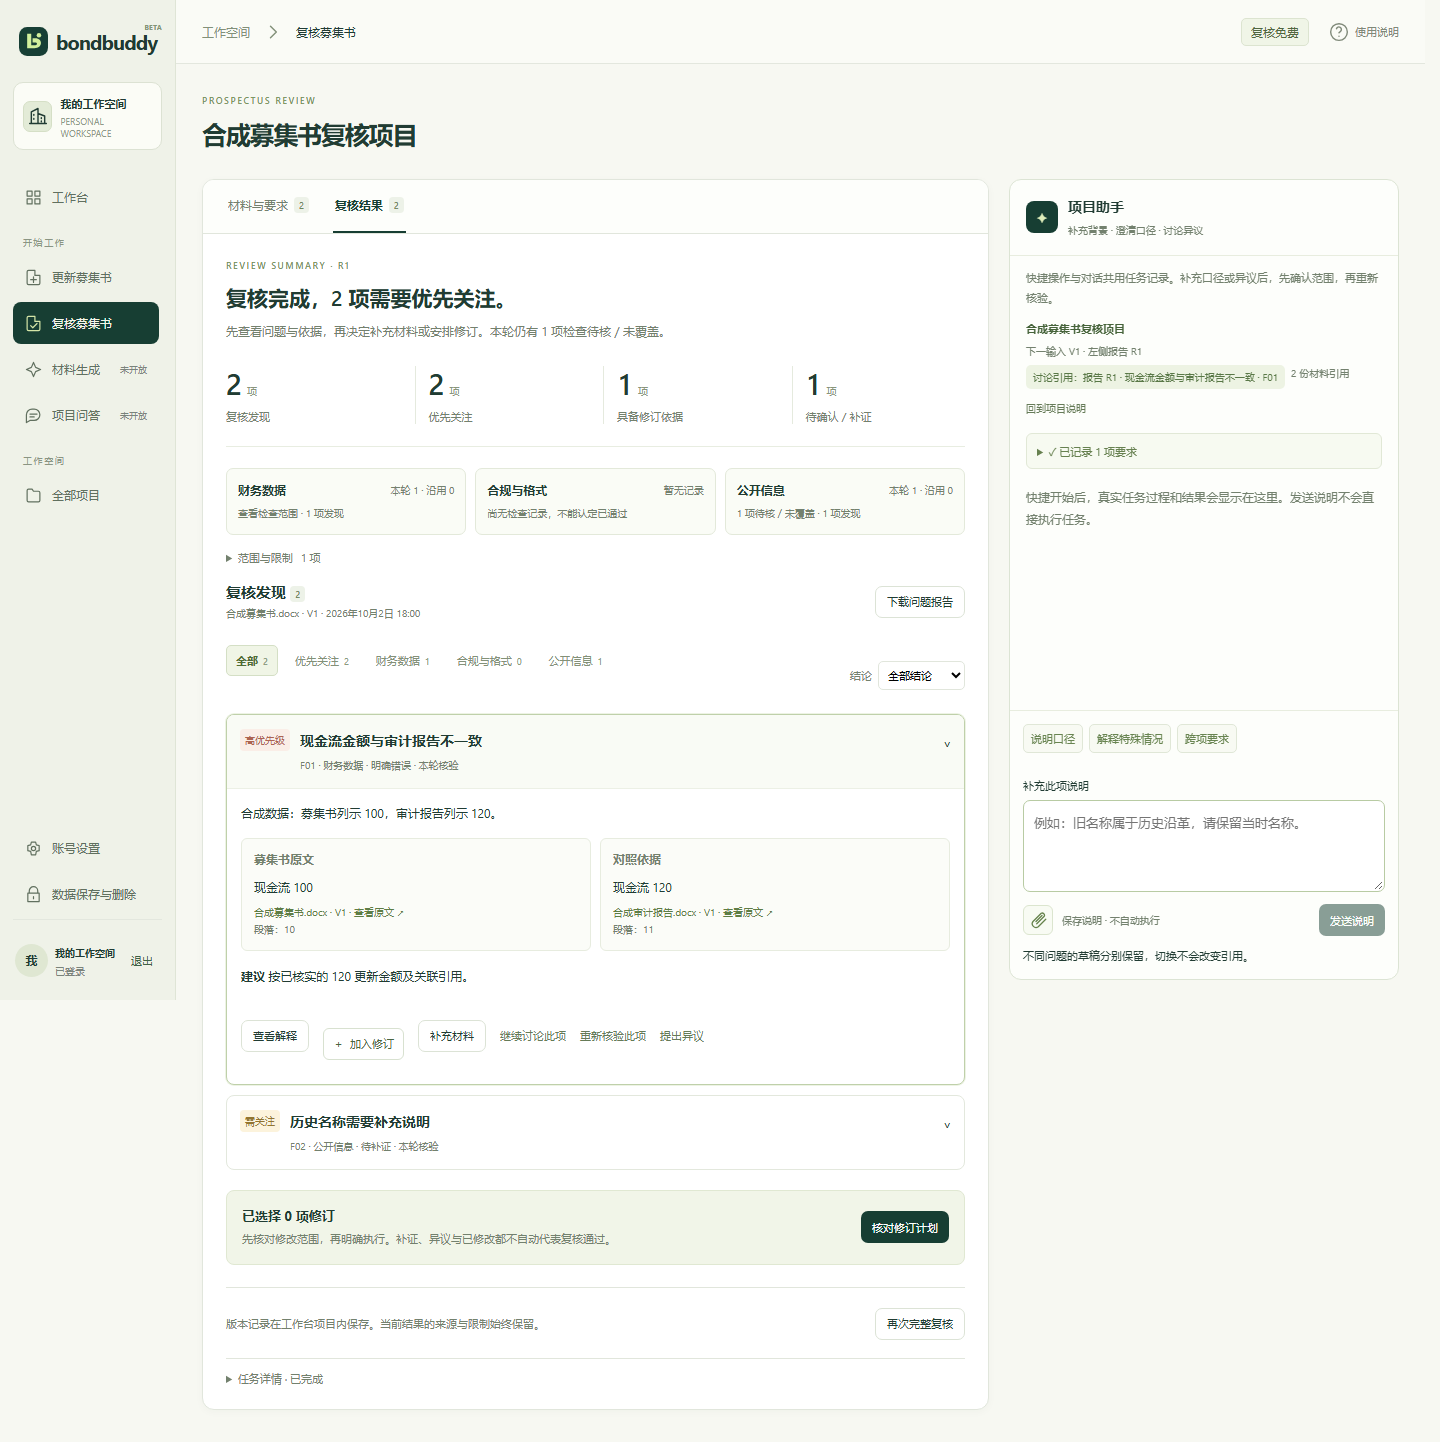 bondbuddy
BETA
我的工作空间
PERSONAL
WORKSPACE
工作台
开始工作
更新募集书
复核募集书
材料生成 未开放
项目问答 未开放
工作空间
全部项目
账号设置
数据保存与删除
我
我的工作空间
已登录
退出
工作空间
复核募集书
复核免费
使用说明
PROSPECTUS REVIEW
合成募集书复核项目
材料与要求 2
复核结果 2
REVIEW SUMMARY · R1
复核完成，2 项需要优先关注。
先查看问题与依据，再决定补充材料或安排修订。本轮仍有 1 项检查待核 / 未覆盖。
2 项
复核发现
2 项
优先关注
1 项
具备修订依据
1 项
待确认 / 补证
财务数据 本轮 1 · 沿用 0
查看检查范围 · 1 项发现
合规与格式 暂无记录
尚无检查记录，不能认定已通过
公开信息 本轮 1 · 沿用 0
1 项待核 / 未覆盖 · 1 项发现
▶ 范围与限制 1 项
复核发现 2
合成募集书.docx · V1 · 2026年10月2日 18:00
下载问题报告
全部 2
优先关注 2
财务数据 1
合规与格式 0
公开信息 1
结论 全部结论
高优先级 现金流金额与审计报告不一致
F01 · 财务数据 · 明确错误 · 本轮核验
合成数据：募集书列示 100，审计报告列示 120。
募集书原文
现金流 100
合成募集书.docx · V1 · 查看原文 ↗
段落：10
对照依据
现金流 120
合成审计报告.docx · V1 · 查看原文 ↗
段落：11
建议 按已核实的 120 更新金额及关联引用。
查看解释
+ 加入修订
补充材料
继续讨论此项
重新核验此项
提出异议
需关注 历史名称需要补充说明
F02 · 公开信息 · 待补证 · 本轮核验
已选择 0 项修订
先核对修改范围，再明确执行。补证、异议与已修改都不自动代表复核通过。
核对修订计划
版本记录在工作台项目内保存。当前结果的来源与限制始终保留。
再次完整复核
▶ 任务详情 · 已完成
项目助手
补充背景 · 澄清口径 · 讨论异议
快捷操作与对话共用任务记录。补充口径或异议后，先确认范围，再重新
核验。
合成募集书复核项目
下一输入 V1 · 左侧报告 R1
讨论引用：报告 R1 · 现金流金额与审计报告不一致 · F01
2 份材料引用
回到项目说明
▶ ✓ 已记录 1 项要求
快捷开始后，真实任务过程和结果会显示在这里。发送说明不会直
接执行任务。
说明口径
解释特殊情况
跨项要求
补充此项说明
例如：旧名称属于历史沿革，请保留当时名称。
保存说明 · 不自动执行
发送说明
不同问题的草稿分别保留，切换不会改变引用。